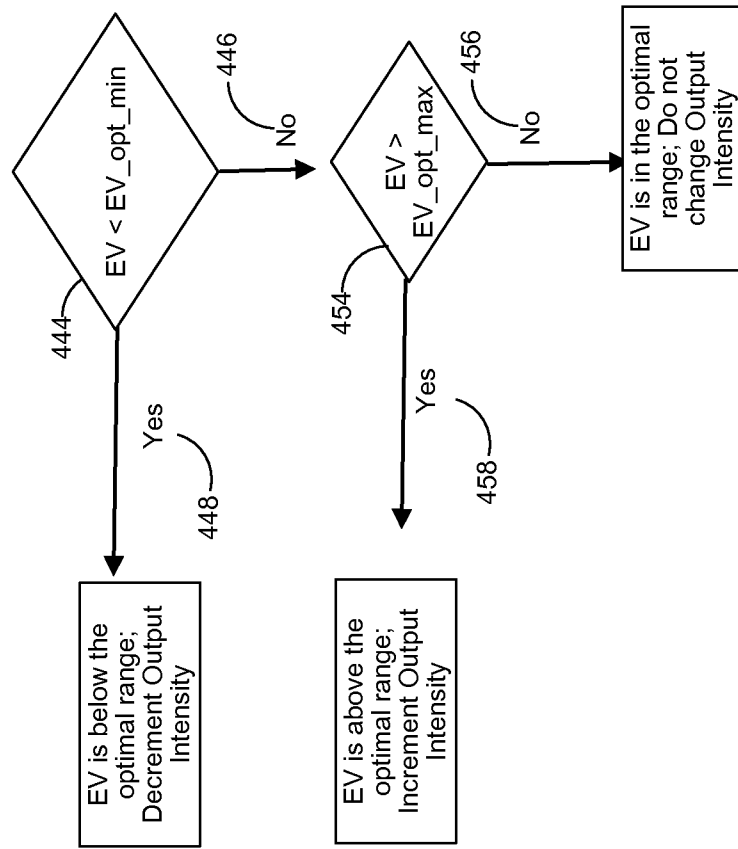 EV < EV_opt_min
444
446
No
448
Yes
EV is below the
optimal range;
Decrement Output
Intensity
EV >
EV_opt_max
454
456
No
458
Yes
EV is above the
optimal range;
Increment Output
Intensity
EV is in the optimal
range; Do not
change Output
Intensity